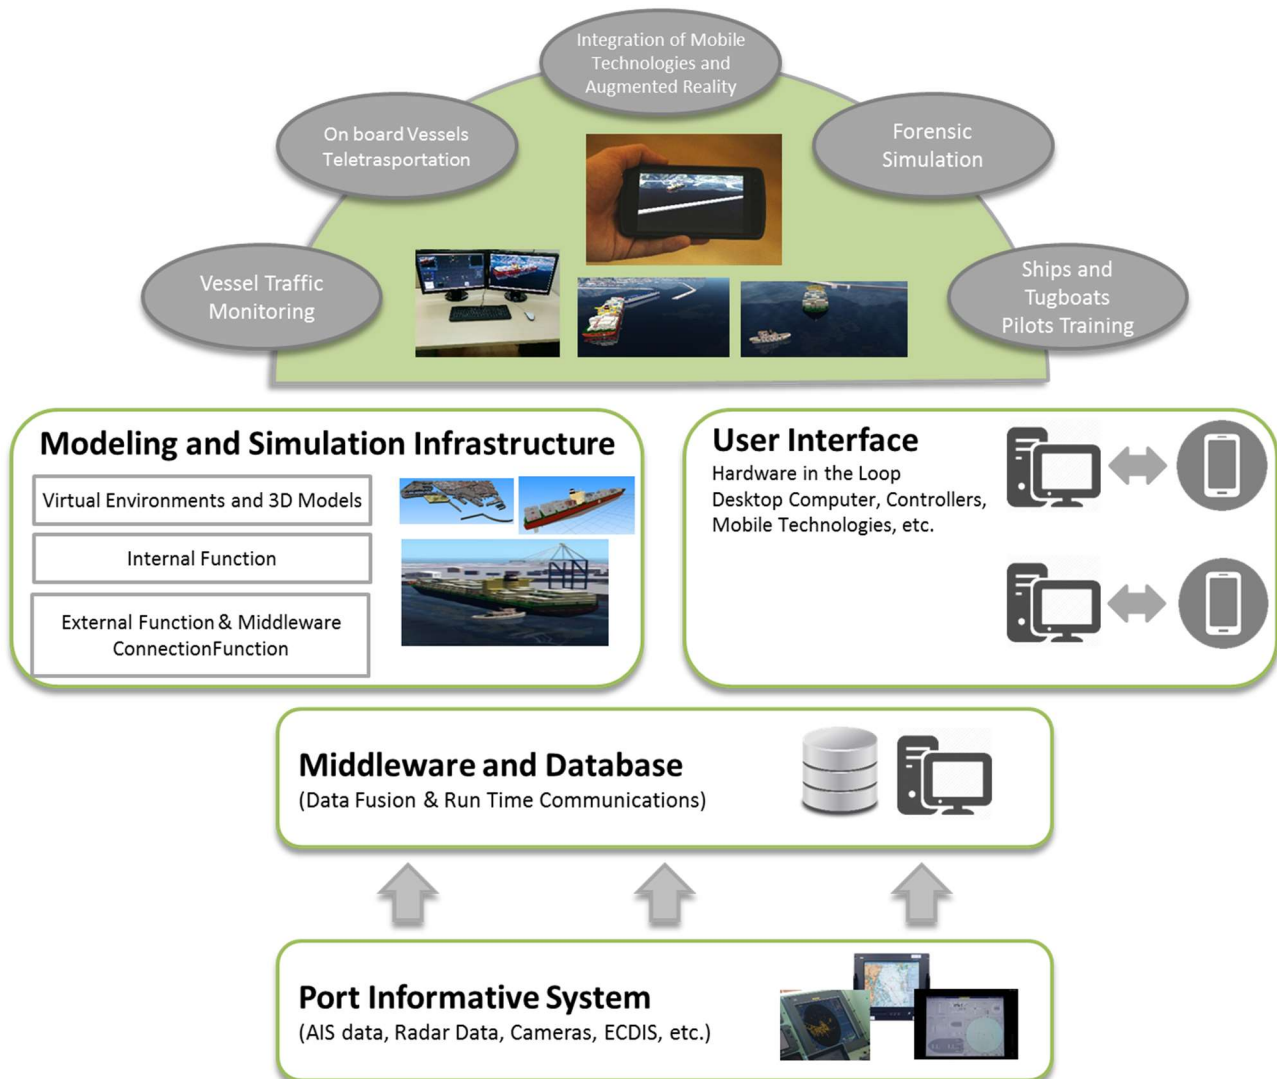 Integration of Mobile
Technologies and
Augmented Reality
On board Vessels
Teletrasportation
Forensic
Simulation
Vessel Traffic
Monitoring
Ships and
Tugboats
Pilots Training
Modeling and Simulation Infrastructure
Virtual Environments and 3D Models
Internal Function
External Function & Middleware
ConnectionFunction
User Interface
Hardware in the Loop
Desktop Computer, Controllers,
Mobile Technologies, etc.
Middleware and Database
(Data Fusion & Run Time Communications)
Port Informative System
(AIS data, Radar Data, Cameras, ECDIS, etc.)